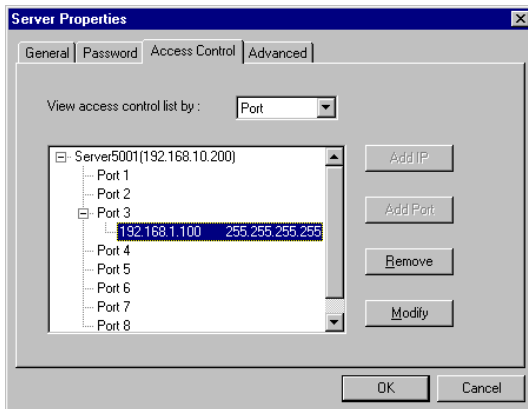 Server Properties
General Password Access Control Advanced
View access control list by : Port
Server5001(192.168.10.200)
Port 1
Port 2
Port 3
192.168.1.100 255.255.255.255
Port 4
Port 5
Port 6
Port 7
Port 8
Add IP
Add Port
Remove
Modify
OK Cancel